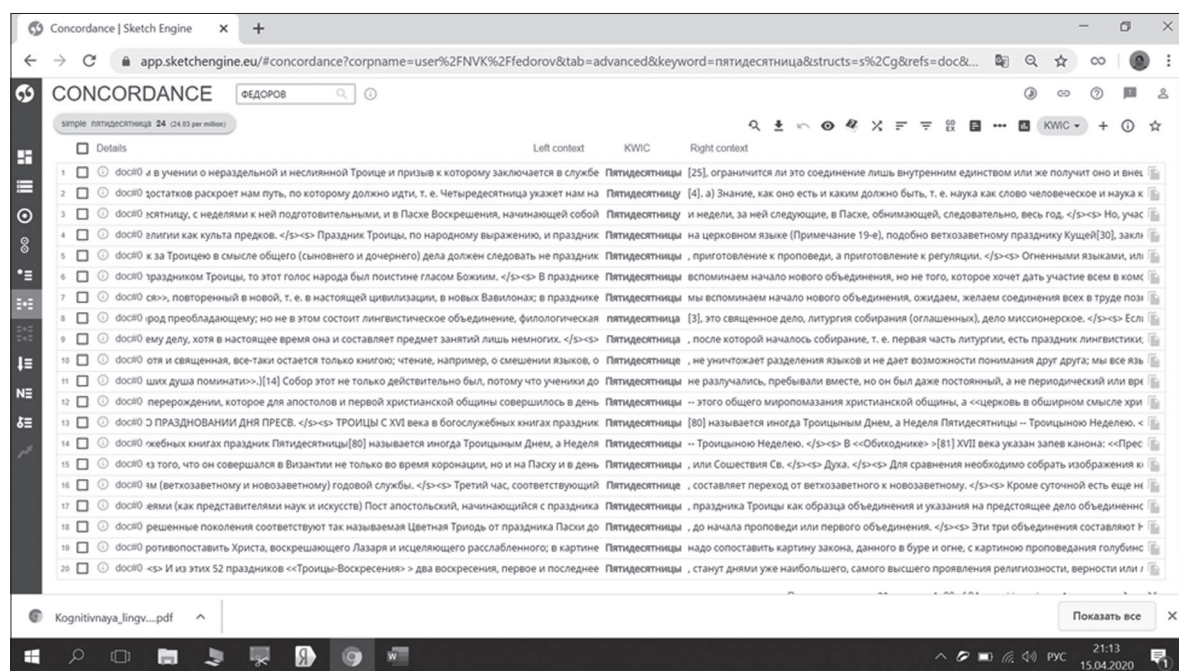 Concordance | Sketch Engine
app.sketchengine.eu/#concordance?corpname=user%2FNVK%2Ffedorov&tab=advanced&keyword=пятидесятница&structs=s%2Cg&refs=doc&...
CONCORDANCE ФЕДОРОВ
simple пятидесятница 24 (24.03 per million)
KWIC
Details Left context KWIC Right context
1 doc#0 и в учении о нераздельной и неслиянной Троице и призыв к которому заключается в службе Пятидесятницы [25], ограничится ли это соединение лишь внутренним единством или же получит оно и
2 doc#0 достатков раскроет нам путь, по которому должно идти, т. е. Четыредесятница укажет нам на Пятидесятницу [4]. а) Знание, как оно есть и каким должно быть, т. е. наука как слово человеческое и наука к
3 doc#0 есятницу, с неделями к ней подготовительными, и в Пасхе Воскресения, начинающей собой Пятидесятницу и недели, за ней следующие, в Пасхе, обнимающей, следовательно, весь год. </s><s> Но, учас
4 doc#0 елигии как культа предков. </s><s> Праздник Троицы, по народному выражению, и праздник Пятидесятницы на церковном языке (Примечание 19-е), подобно ветхозаветному празднику Кущей[30],
5 doc#0 к за Троицею в смысле общего (сыновнего и дочернего) дела должен следовать не праздник Пятидесятницы , приготовление к проповеди, а приготовление к регуляции. </s><s> Огненными языками, или
6 doc#0 праздником Троицы, то этот голос народа был поистине гласом Божиим. </s><s> В празднике Пятидесятницы вспоминаем начало нового объединения, но не того, которое хочет дать участие всем в
7 doc#0 ся>>, повторенный в новой, т. е. в настоящей цивилизации, в новых Вавилонах; в празднике Пятидесятницы мы вспоминаем начало нового объединения, ожидаем, желаем соединения всех в труде
8 doc#0 род преобладающему; но не в этом состоит лингвистическое объединение, филологическая пятидесятница [3], это священное дело, литургия собирания (оглашенных), дело миссионерское. </s><s> Если
9 doc#0 ему делу, хотя в настоящее время она и составляет предмет занятий лишь немногих. </s><s> Пятидесятница , после которой началось собирание, т. е. первая часть литургии, есть праздник лингвистики;
10 doc#0 отя и священная, все-таки остается только книгою; чтение, например, о смешении языков, о Пятидесятнице , не уничтожает разделения языков и не дает возможности понимания друг друга; мы все язь
11 doc#0 ших душа поминати>>.)[14] Собор этот не только действительно был, потому что ученики до Пятидесятницы не разлучались, пребывали вместе, но он был даже постоянный, а не периодический или
12 doc#0 перерождении, которое для апостолов и первой христианской общины совершилось в день Пятидесятницы -- этого общего миропомазания христианской общины, а <<церковь в обширном смысле хри
13 doc#0 О ПРАЗДНОВАНИИ ДНЯ ПРЕСВ. </s><s> ТРОИЦЫ С XVI века в богослужебных книгах праздник Пятидесятницы [80] называется иногда Троицыным Днем, а Неделя Пятидесятницы -- Троицыною Неделею. <
14 doc#0 жебных книгах праздник Пятидесятницы[80] называется иногда Троицыным Днем, а Неделя Пятидесятницы -- Троицыною Неделею. </s><s> В <<Обиходнике> >[81] XVII века указан запев канона: <<Прес
15 doc#0 из того, что он совершался в Византии не только во время коронации, но и на Пасху и в день Пятидесятницы , или Сошествия Св. </s><s> Духа. </s><s> Для сравнения необходимо собрать изображения
16 doc#0 ям (ветхозаветному и новозаветному) годовой службы. </s><s> Третий час, соответствующий Пятидесятнице , составляет переход от ветхозаветного к новозаветному. </s><s> Кроме суточной есть еще
17 doc#0 еями (как представителями наук и искусств) Пост апостольский, начинающийся с праздника Пятидесятницы , праздника Троицы как образца объединения и указания на предстоящее дело
18 doc#0 решенные поколения соответствуют так называемая Цветная Триодь от праздника Пасхи до Пятидесятницы , до начала проповеди или первого объединения. </s><s> Эти три объединения составляют
19 doc#0 ротивопоставить Христа, воскрешающего Лазаря и исцеляющего расслабленного; в картине Пятидесятницы надо сопоставить картину закона, данного в буре и огне, с картиною проповедания
20 doc#0 <s> И из этих 52 праздников <<Троицы-Воскресения> > два воскресения, первое и последнее Пятидесятницы , станут днями уже наибольшего, самого высшего проявления религиозности, верности или
Kognitivnaya_lingv....pdf Показать все
РУС 21:13
15.04.2020